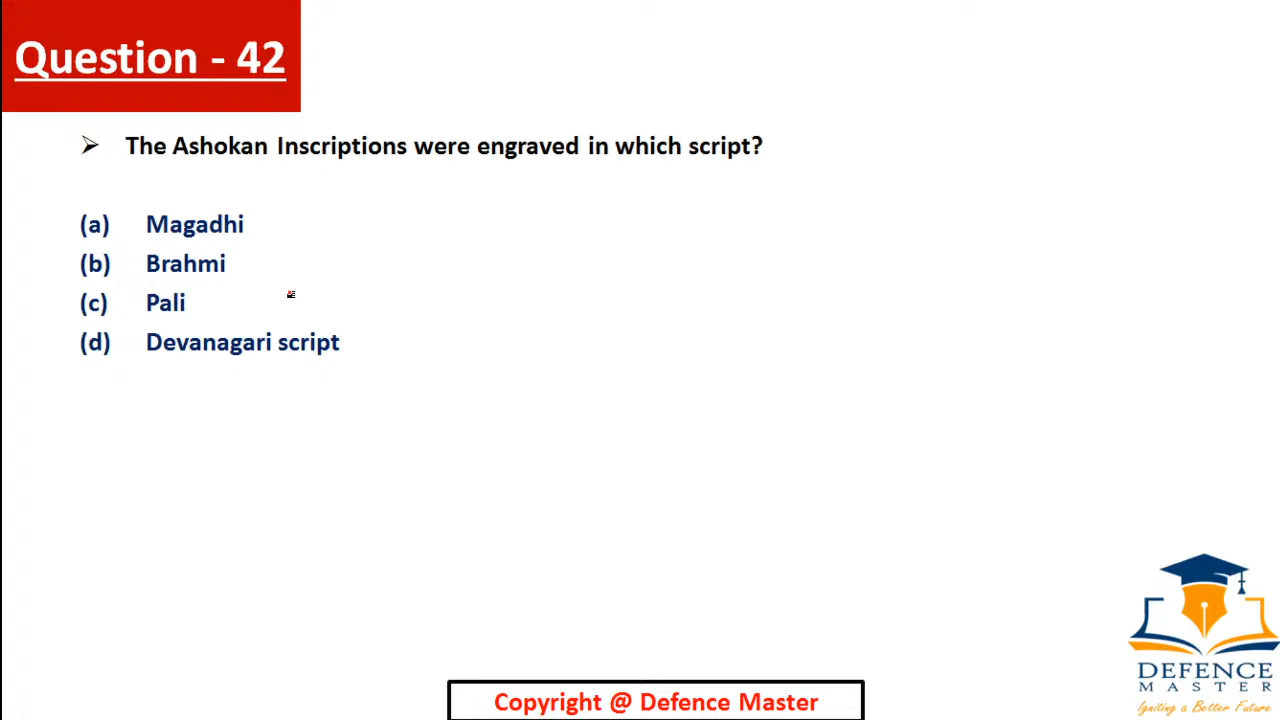 Question - 42
➢ The Ashokan Inscriptions were engraved in which script?
(a) Magadhi
(b) Brahmi
(c) Pali
(d) Devanagari script
DEFENCE
MASTER
Igniting a Better Future
Copyright @ Defence Master